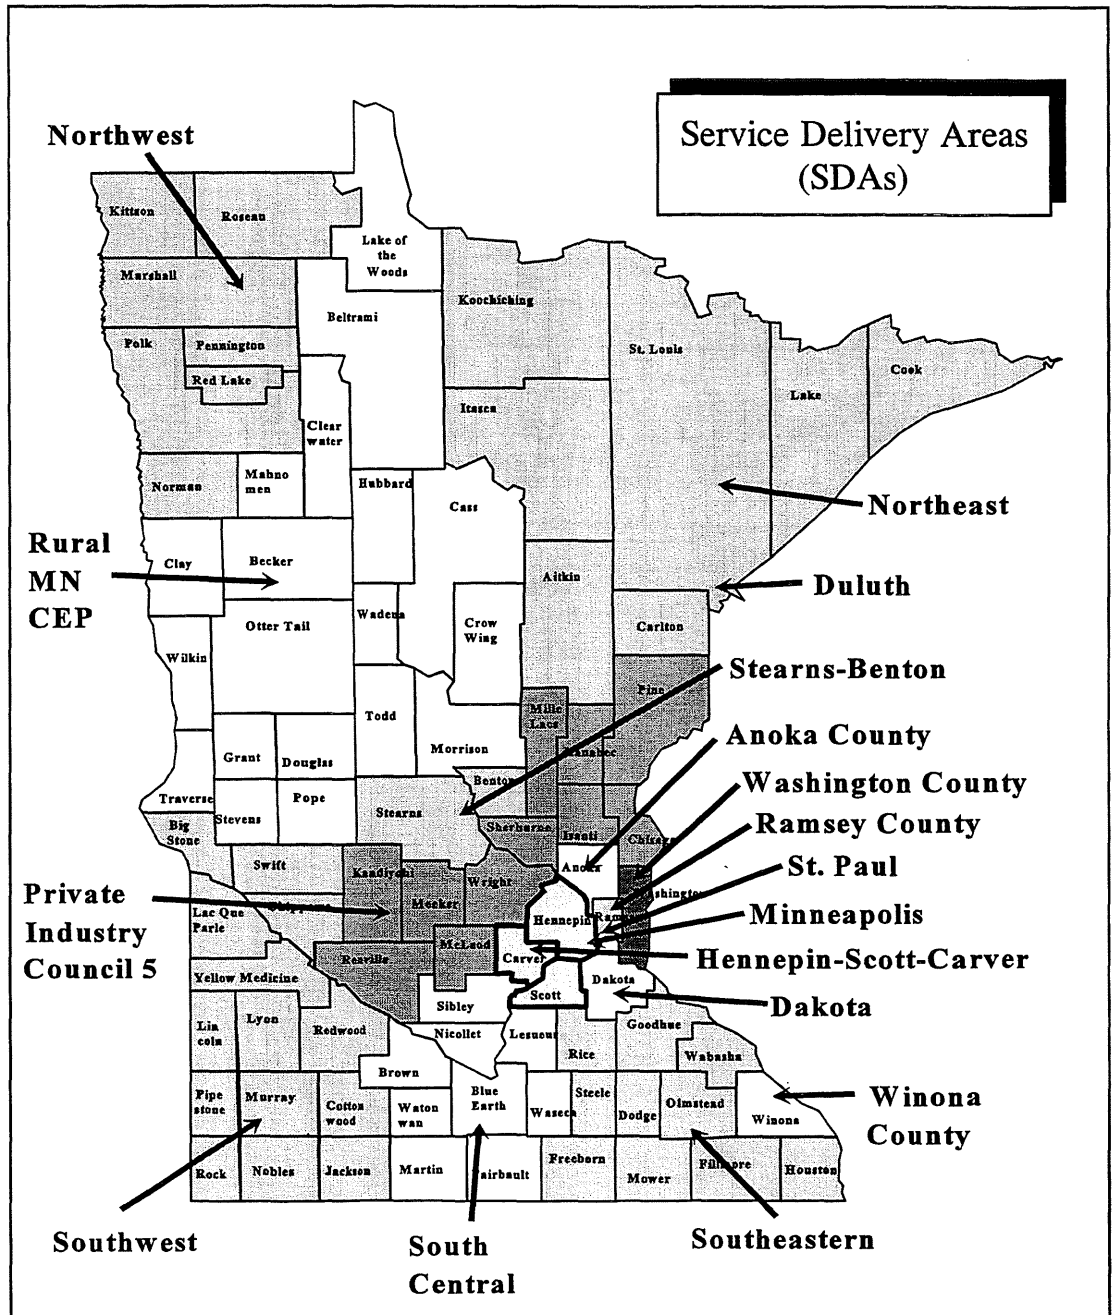 Service Delivery Areas
(SDAs)
Northwest
Kittson
Roseau
Lake of
the
Woods
Marshall
Koochiching
Beltrami
Polk
Pennington
St. Louis
Red Lake
Cook
Lake
Itasca
Clear
water
Mahno
men
Norman
Hubbard
Cass
Northeast
Rural
MN
CEP
Clay
Becker
Aitkin
Duluth
Wadena
Crow
Wing
Otter Tail
Carlton
Wilkin
Stearns-Benton
Pine
Mille
Lacs
Todd
Anoka County
Morrison
Kanabec
Grant
Douglas
Benton
Washington County
Traverse
Pope
Stearns
Stevens
Ramsey County
Big
Stone
Sherburne
Isanti
Chisago
Swift
Anoka
St. Paul
Kandiyohi
Wright
Private
Industry
Council 5
Meeker
Lac Que
Parle
Hennepin
Ram
Minneapolis
McLeod
Renville
Carver
Hennepin-Scott-Carver
Yellow Medicine
Dakota
Scott
Sibley
Dakota
Lin
coln
Lyon
Redwood
Nicollet
Lesueur
Goodhue
Rice
Wabasha
Brown
Pipe
stone
Murray
Cotton
wood
Waton
wan
Blue
Earth
Waseca
Steele
Dodge
Olmstead
Winona
Winona
County
Rock
Nobles
Jackson
Martin
Fairbault
Freeborn
Mower
Fillmore
Houston
Southwest
South
Central
Southeastern